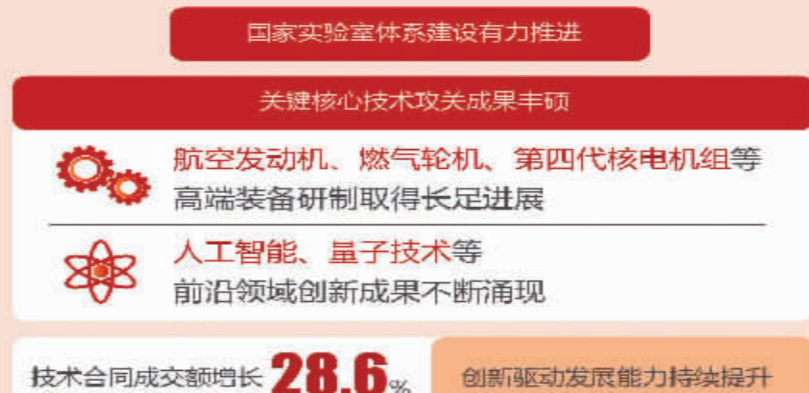 国家实验室体系建设有力推进
关键核心技术攻关成果丰硕
航空发动机、燃气轮机、第四代核电机组等
高端装备研制取得长足进展
人工智能、量子技术等
前沿领域创新成果不断涌现
技术合同成交额增长 28.6%
创新驱动发展能力持续提升